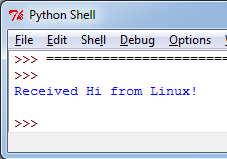 Python Shell
File Edit Shell Debug Options
>>> ========================
>>>
Received Hi from Linux!
>>>